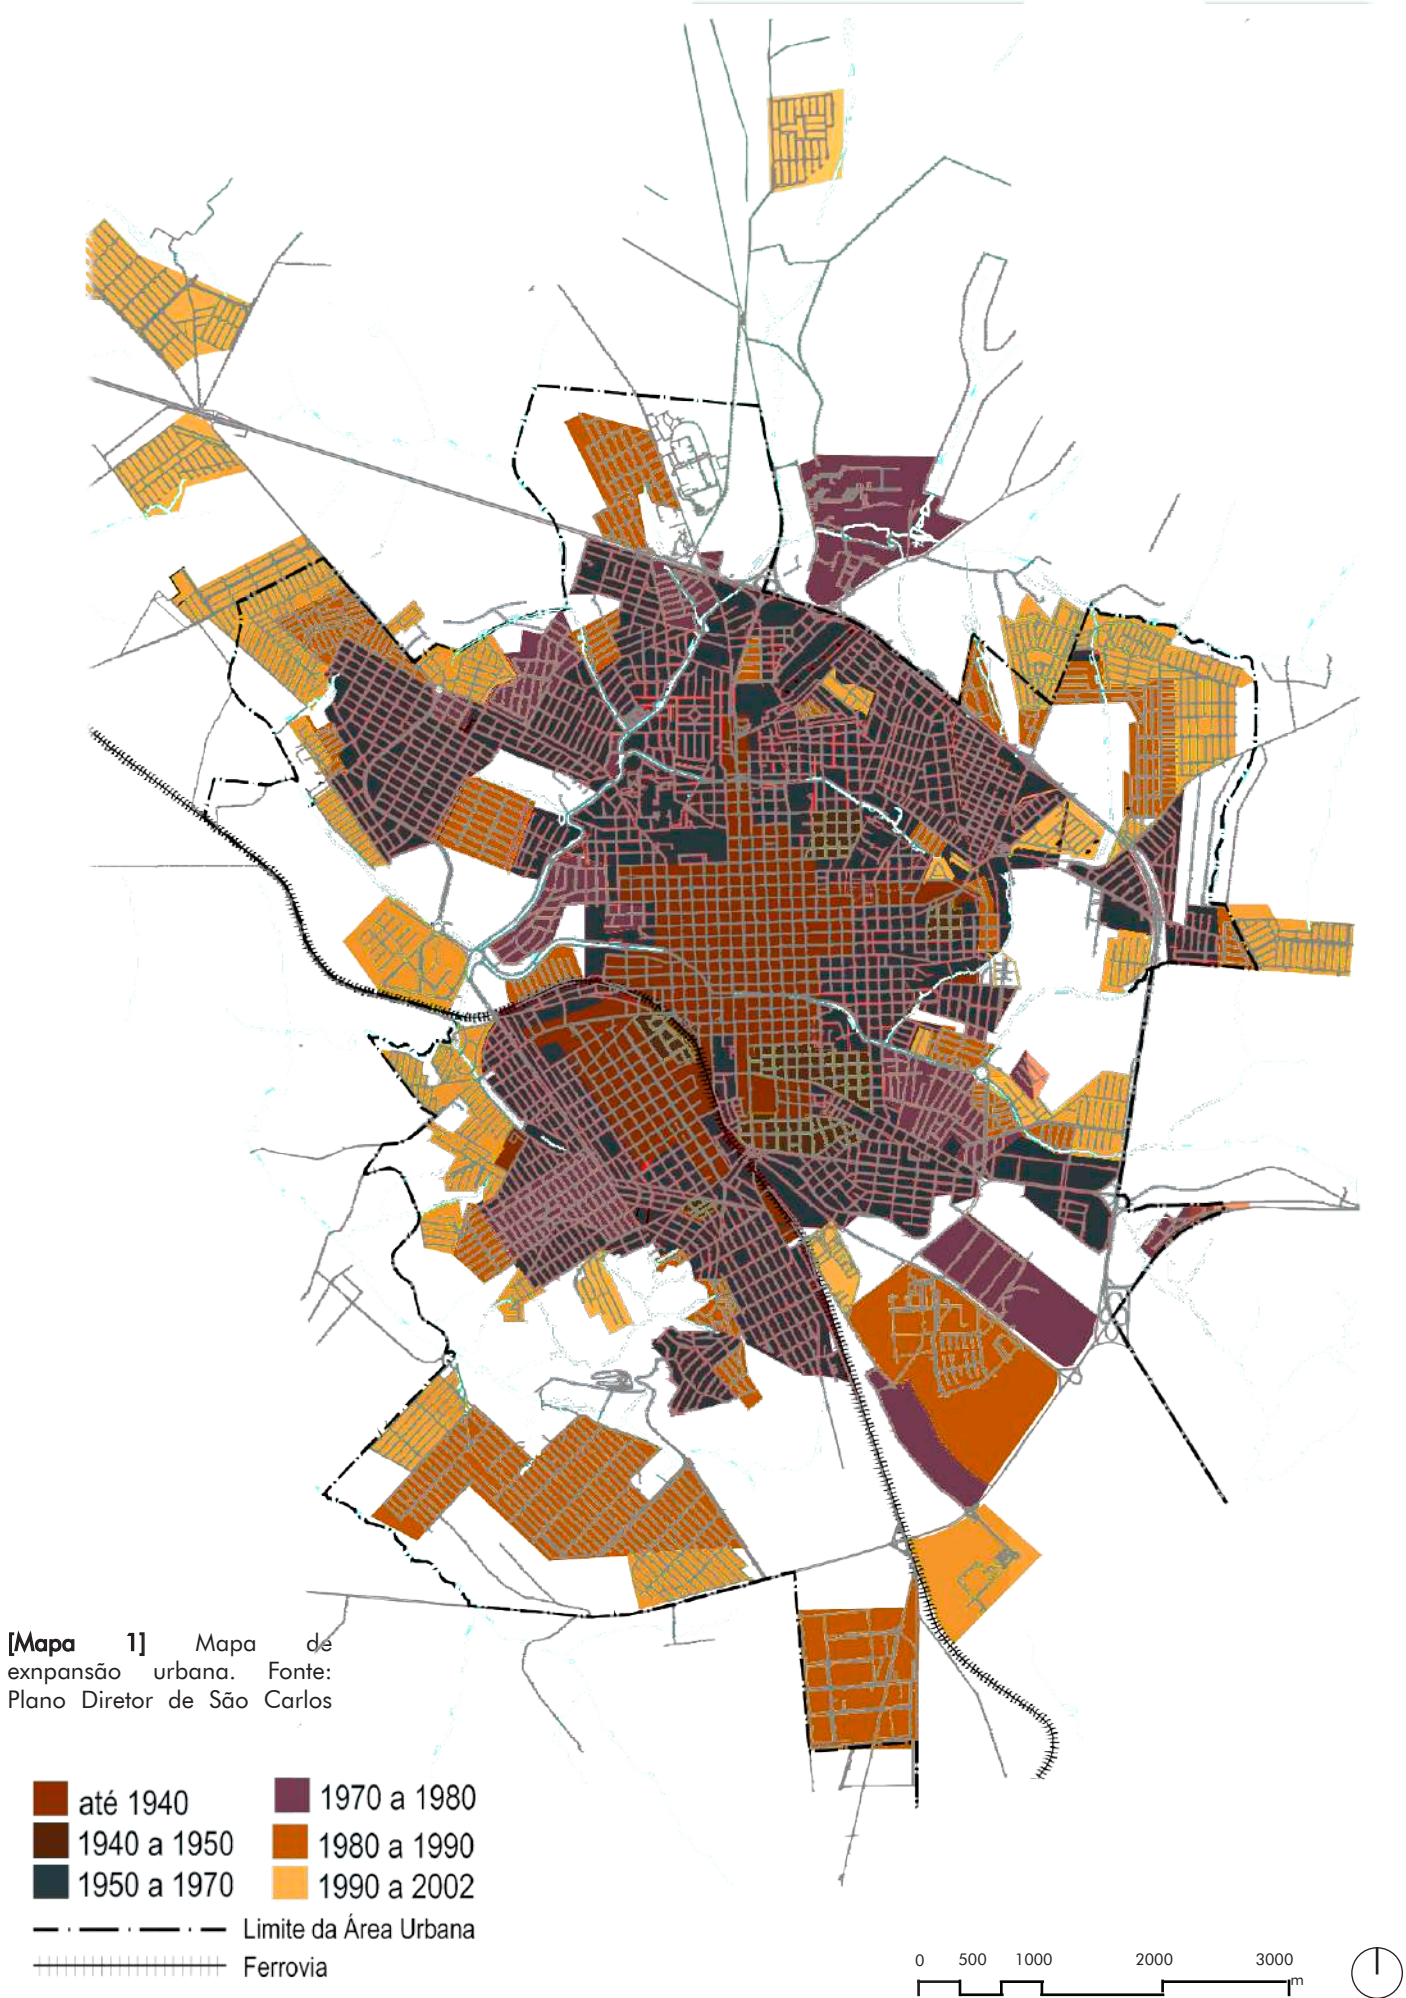 [Mapa 1] Mapa de
exnpansão urbana. Fonte:
Plano Diretor de São Carlos
até 1940
1940 a 1950
1950 a 1970
1970 a 1980
1980 a 1990
1990 a 2002
Limite da Área Urbana
Ferrovia
0 500 1000 2000 3000
m